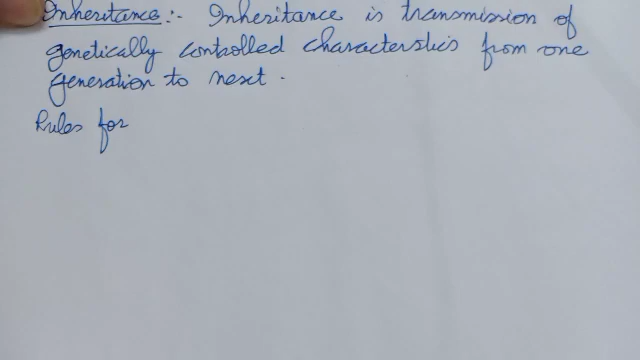 Inheritance :- Inheritance is transmission of
genetically controlled characterstics from one
generation to next.
Rules for